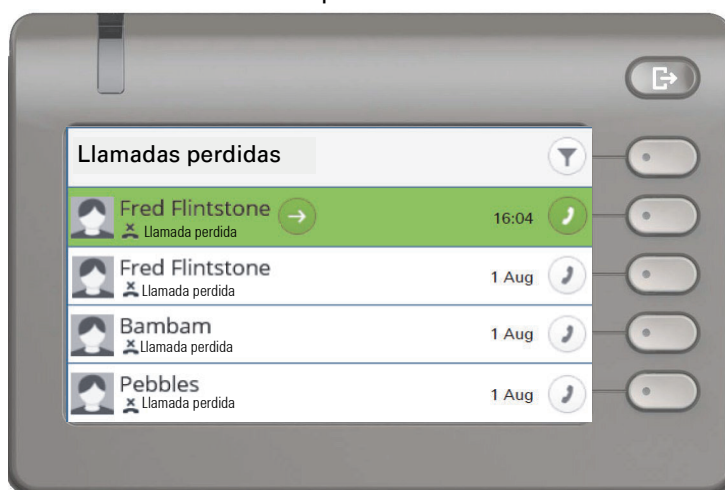 Llamadas perdidas
Fred Flintstone
16:04
Llamada perdida
Fred Flintstone
1 Aug
Llamada perdida
Bambam
1 Aug
Llamada perdida
Pebbles
1 Aug
Llamada perdida